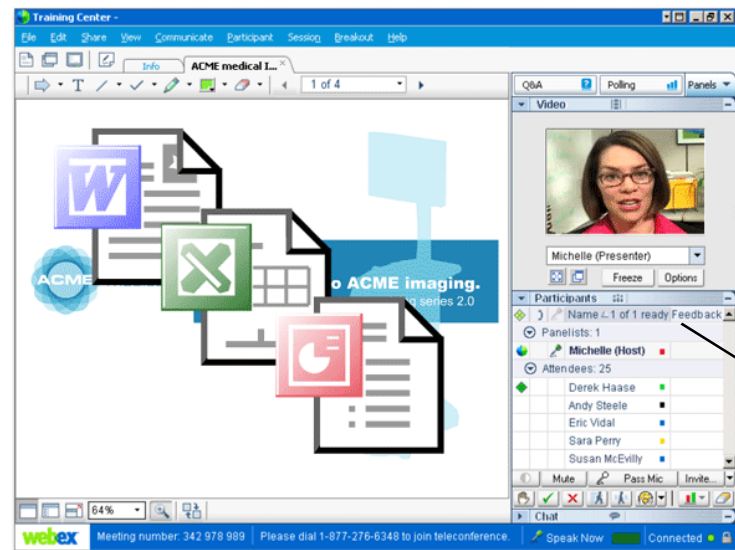 Training Center -
File Edit Share View Communicate Participant Session Breakout Help
Info ACME medical I...
T 1 of 4
Q&A Polling Panels
Video
W
X
ACME
o ACME imaging.
series 2.0
Michelle (Presenter)
Freeze Options
Participants
Name 1 of 1 ready Feedback
Panelists: 1
Michelle (Host)
Attendees: 25
Derek Haase
Andy Steele
Eric Vidal
Sara Perry
Susan McEvilly
Mute Pass Mic Invite...
64%
Chat
webex Meeting number: 342 978 989 Please dial 1-877-276-6348 to join teleconference. Speak Now Connected